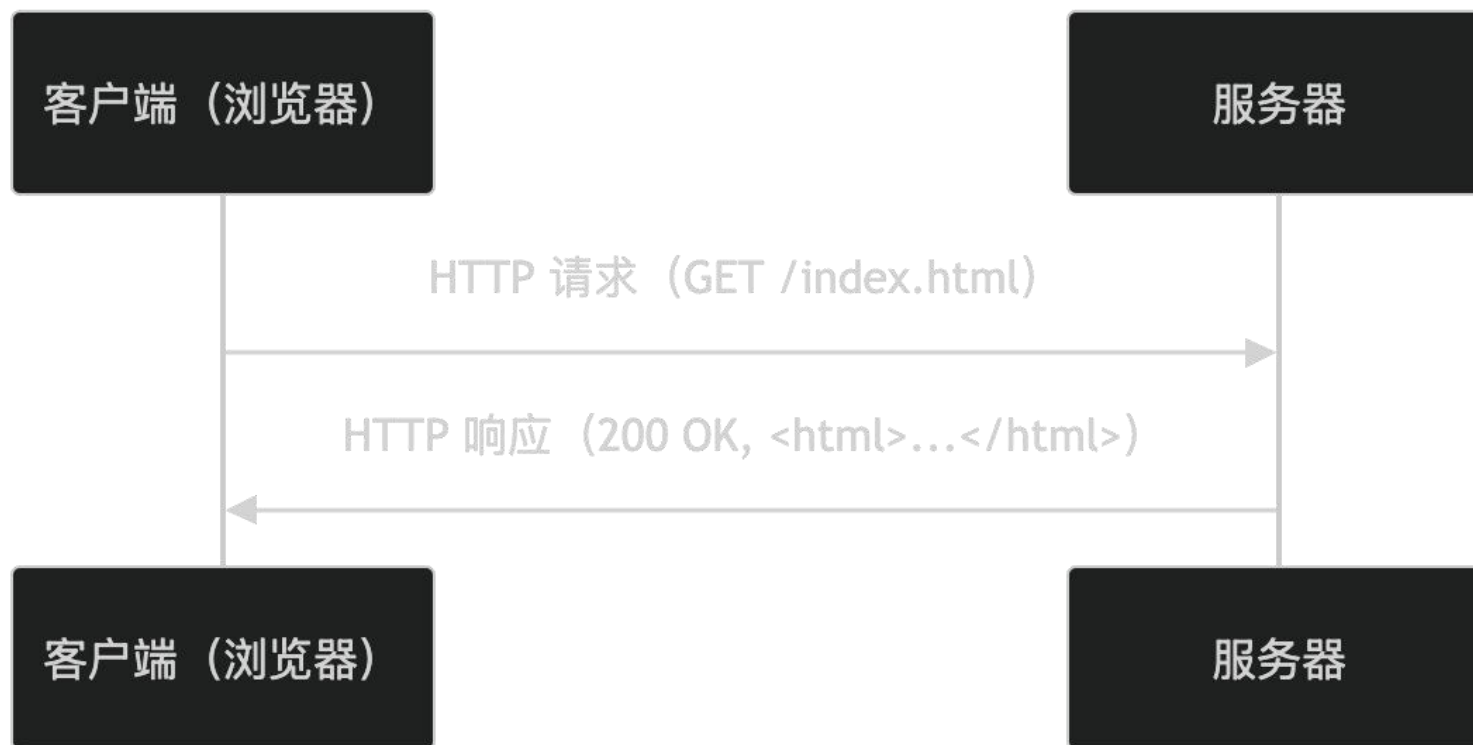 客户端（浏览器）
服务器
HTTP 请求（GET /index.html）
HTTP 响应（200 OK, <html>...</html>）
客户端（浏览器）
服务器